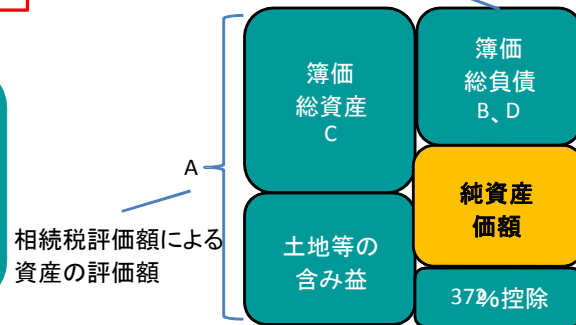 簿価
総資産
C
簿価
総負債
B、D
A
純資産
価額
相続税評価額による
資産の評価額
土地等の
含み益
%控除